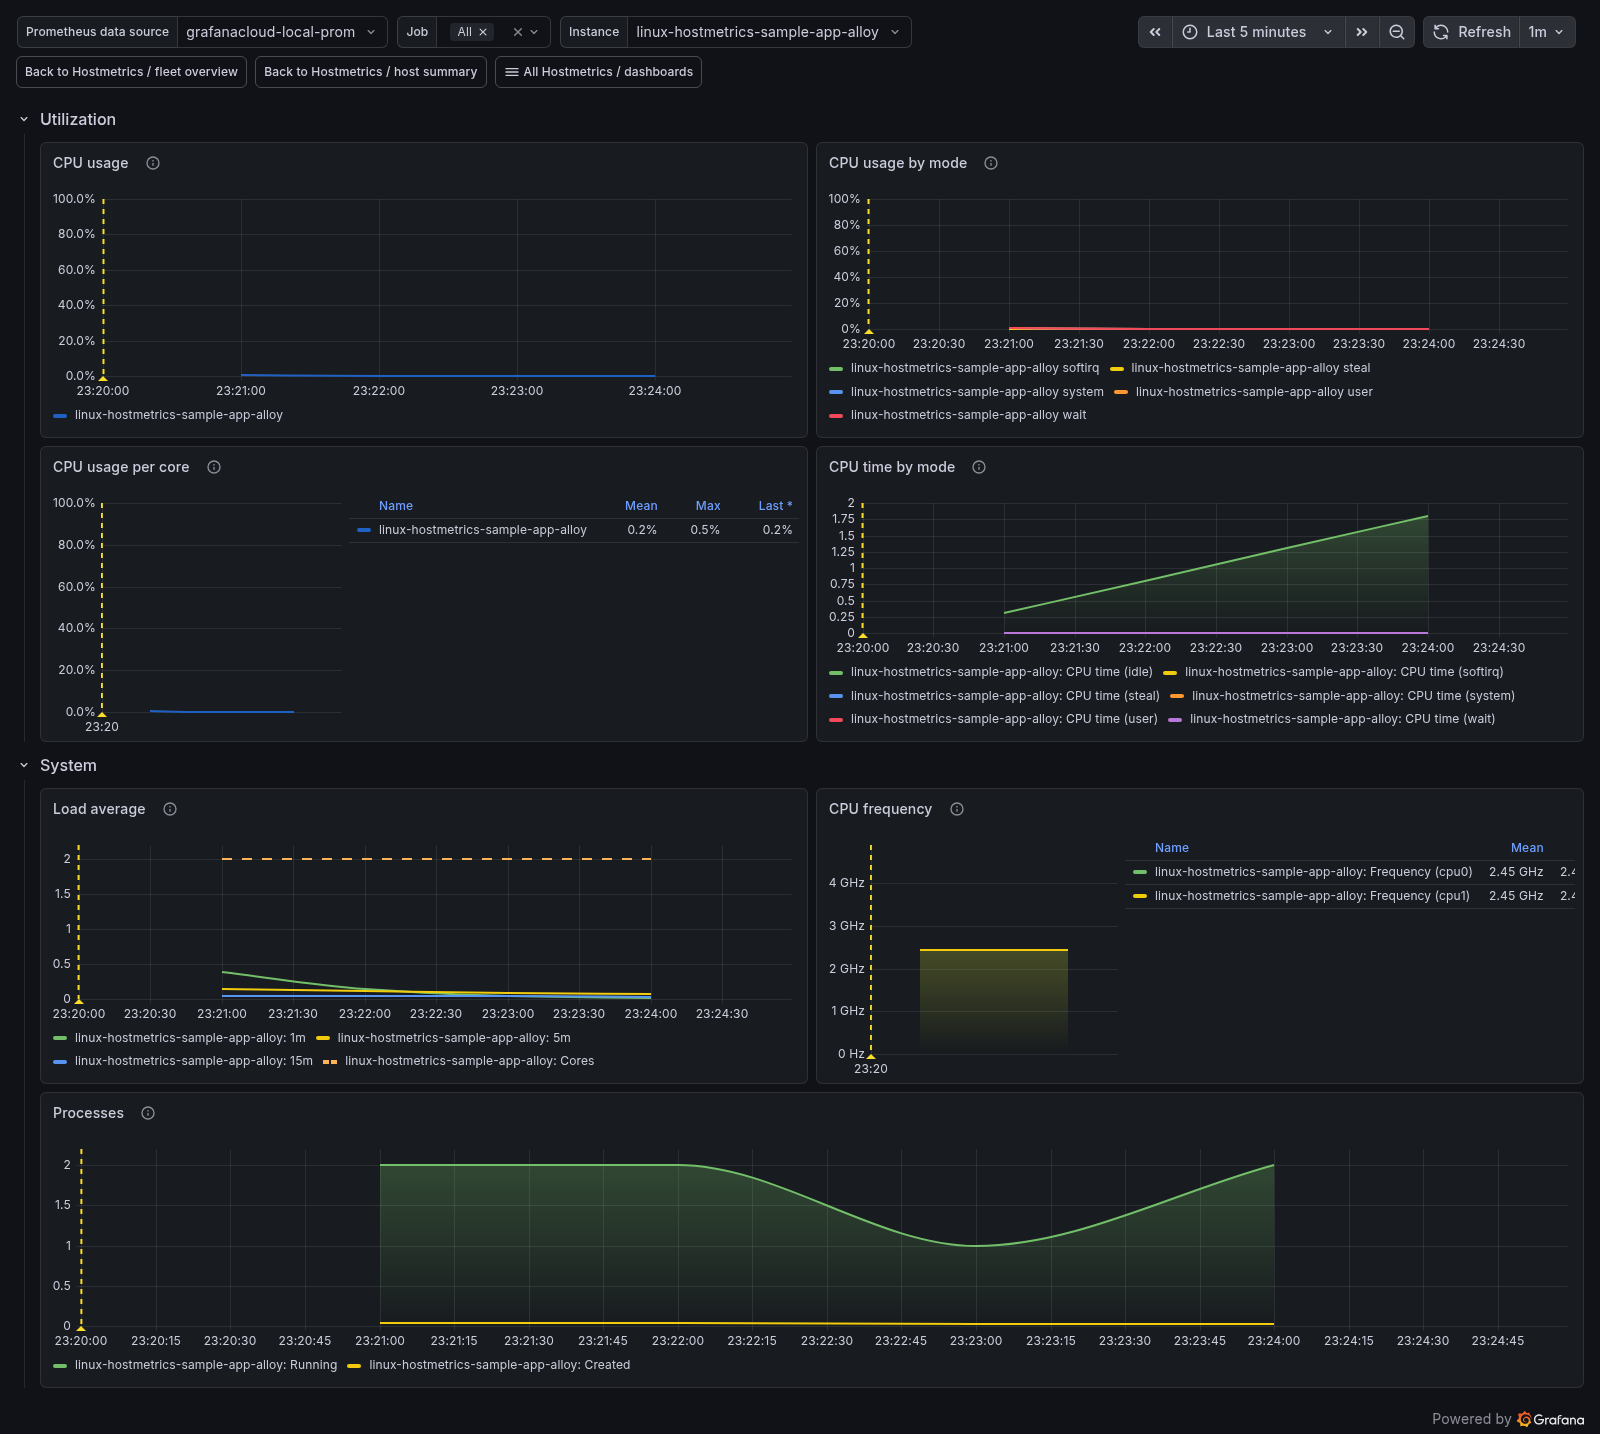 Prometheus data source grafanacloud-local-prom Job All Instance linux-hostmetrics-sample-app-alloy Last 5 minutes Refresh 1m
Back to Hostmetrics / fleet overview Back to Hostmetrics / host summary All Hostmetrics / dashboards
Utilization
CPU usage
100.0%
80.0%
60.0%
40.0%
20.0%
0.0%
23:20:00 23:21:00 23:22:00 23:23:00 23:24:00
linux-hostmetrics-sample-app-alloy
CPU usage by mode
100%
80%
60%
40%
20%
0%
23:20:00 23:20:30 23:21:00 23:21:30 23:22:00 23:22:30 23:23:00 23:23:30 23:24:00 23:24:30
linux-hostmetrics-sample-app-alloy softirq linux-hostmetrics-sample-app-alloy steal
linux-hostmetrics-sample-app-alloy system linux-hostmetrics-sample-app-alloy user
linux-hostmetrics-sample-app-alloy wait
CPU usage per core
100.0%
80.0%
60.0%
40.0%
20.0%
0.0%
23:20
Name Mean Max Last *
linux-hostmetrics-sample-app-alloy 0.2% 0.5% 0.2%
CPU time by mode
2
1.75
1.5
1.25
1
0.75
0.5
0.25
0
23:20:00 23:20:30 23:21:00 23:21:30 23:22:00 23:22:30 23:23:00 23:23:30 23:24:00 23:24:30
linux-hostmetrics-sample-app-alloy: CPU time (idle) linux-hostmetrics-sample-app-alloy: CPU time (softirq)
linux-hostmetrics-sample-app-alloy: CPU time (steal) linux-hostmetrics-sample-app-alloy: CPU time (system)
linux-hostmetrics-sample-app-alloy: CPU time (user) linux-hostmetrics-sample-app-alloy: CPU time (wait)
System
Load average
2
1.5
1
0.5
0
23:20:00 23:20:30 23:21:00 23:21:30 23:22:00 23:22:30 23:23:00 23:23:30 23:24:00 23:24:30
linux-hostmetrics-sample-app-alloy: 1m linux-hostmetrics-sample-app-alloy: 5m
linux-hostmetrics-sample-app-alloy: 15m linux-hostmetrics-sample-app-alloy: Cores
CPU frequency
4 GHz
3 GHz
2 GHz
1 GHz
0 Hz
23:20
Name Mean
linux-hostmetrics-sample-app-alloy: Frequency (cpu0) 2.45 GHz
linux-hostmetrics-sample-app-alloy: Frequency (cpu1) 2.45 GHz
Processes
2
1.5
1
0.5
0
23:20:00 23:20:15 23:20:30 23:20:45 23:21:00 23:21:15 23:21:30 23:21:45 23:22:00 23:22:15 23:22:30 23:22:45 23:23:00 23:23:15 23:23:30 23:23:45 23:24:00 23:24:15 23:24:30 23:24:45
linux-hostmetrics-sample-app-alloy: Running linux-hostmetrics-sample-app-alloy: Created
Powered by Grafana